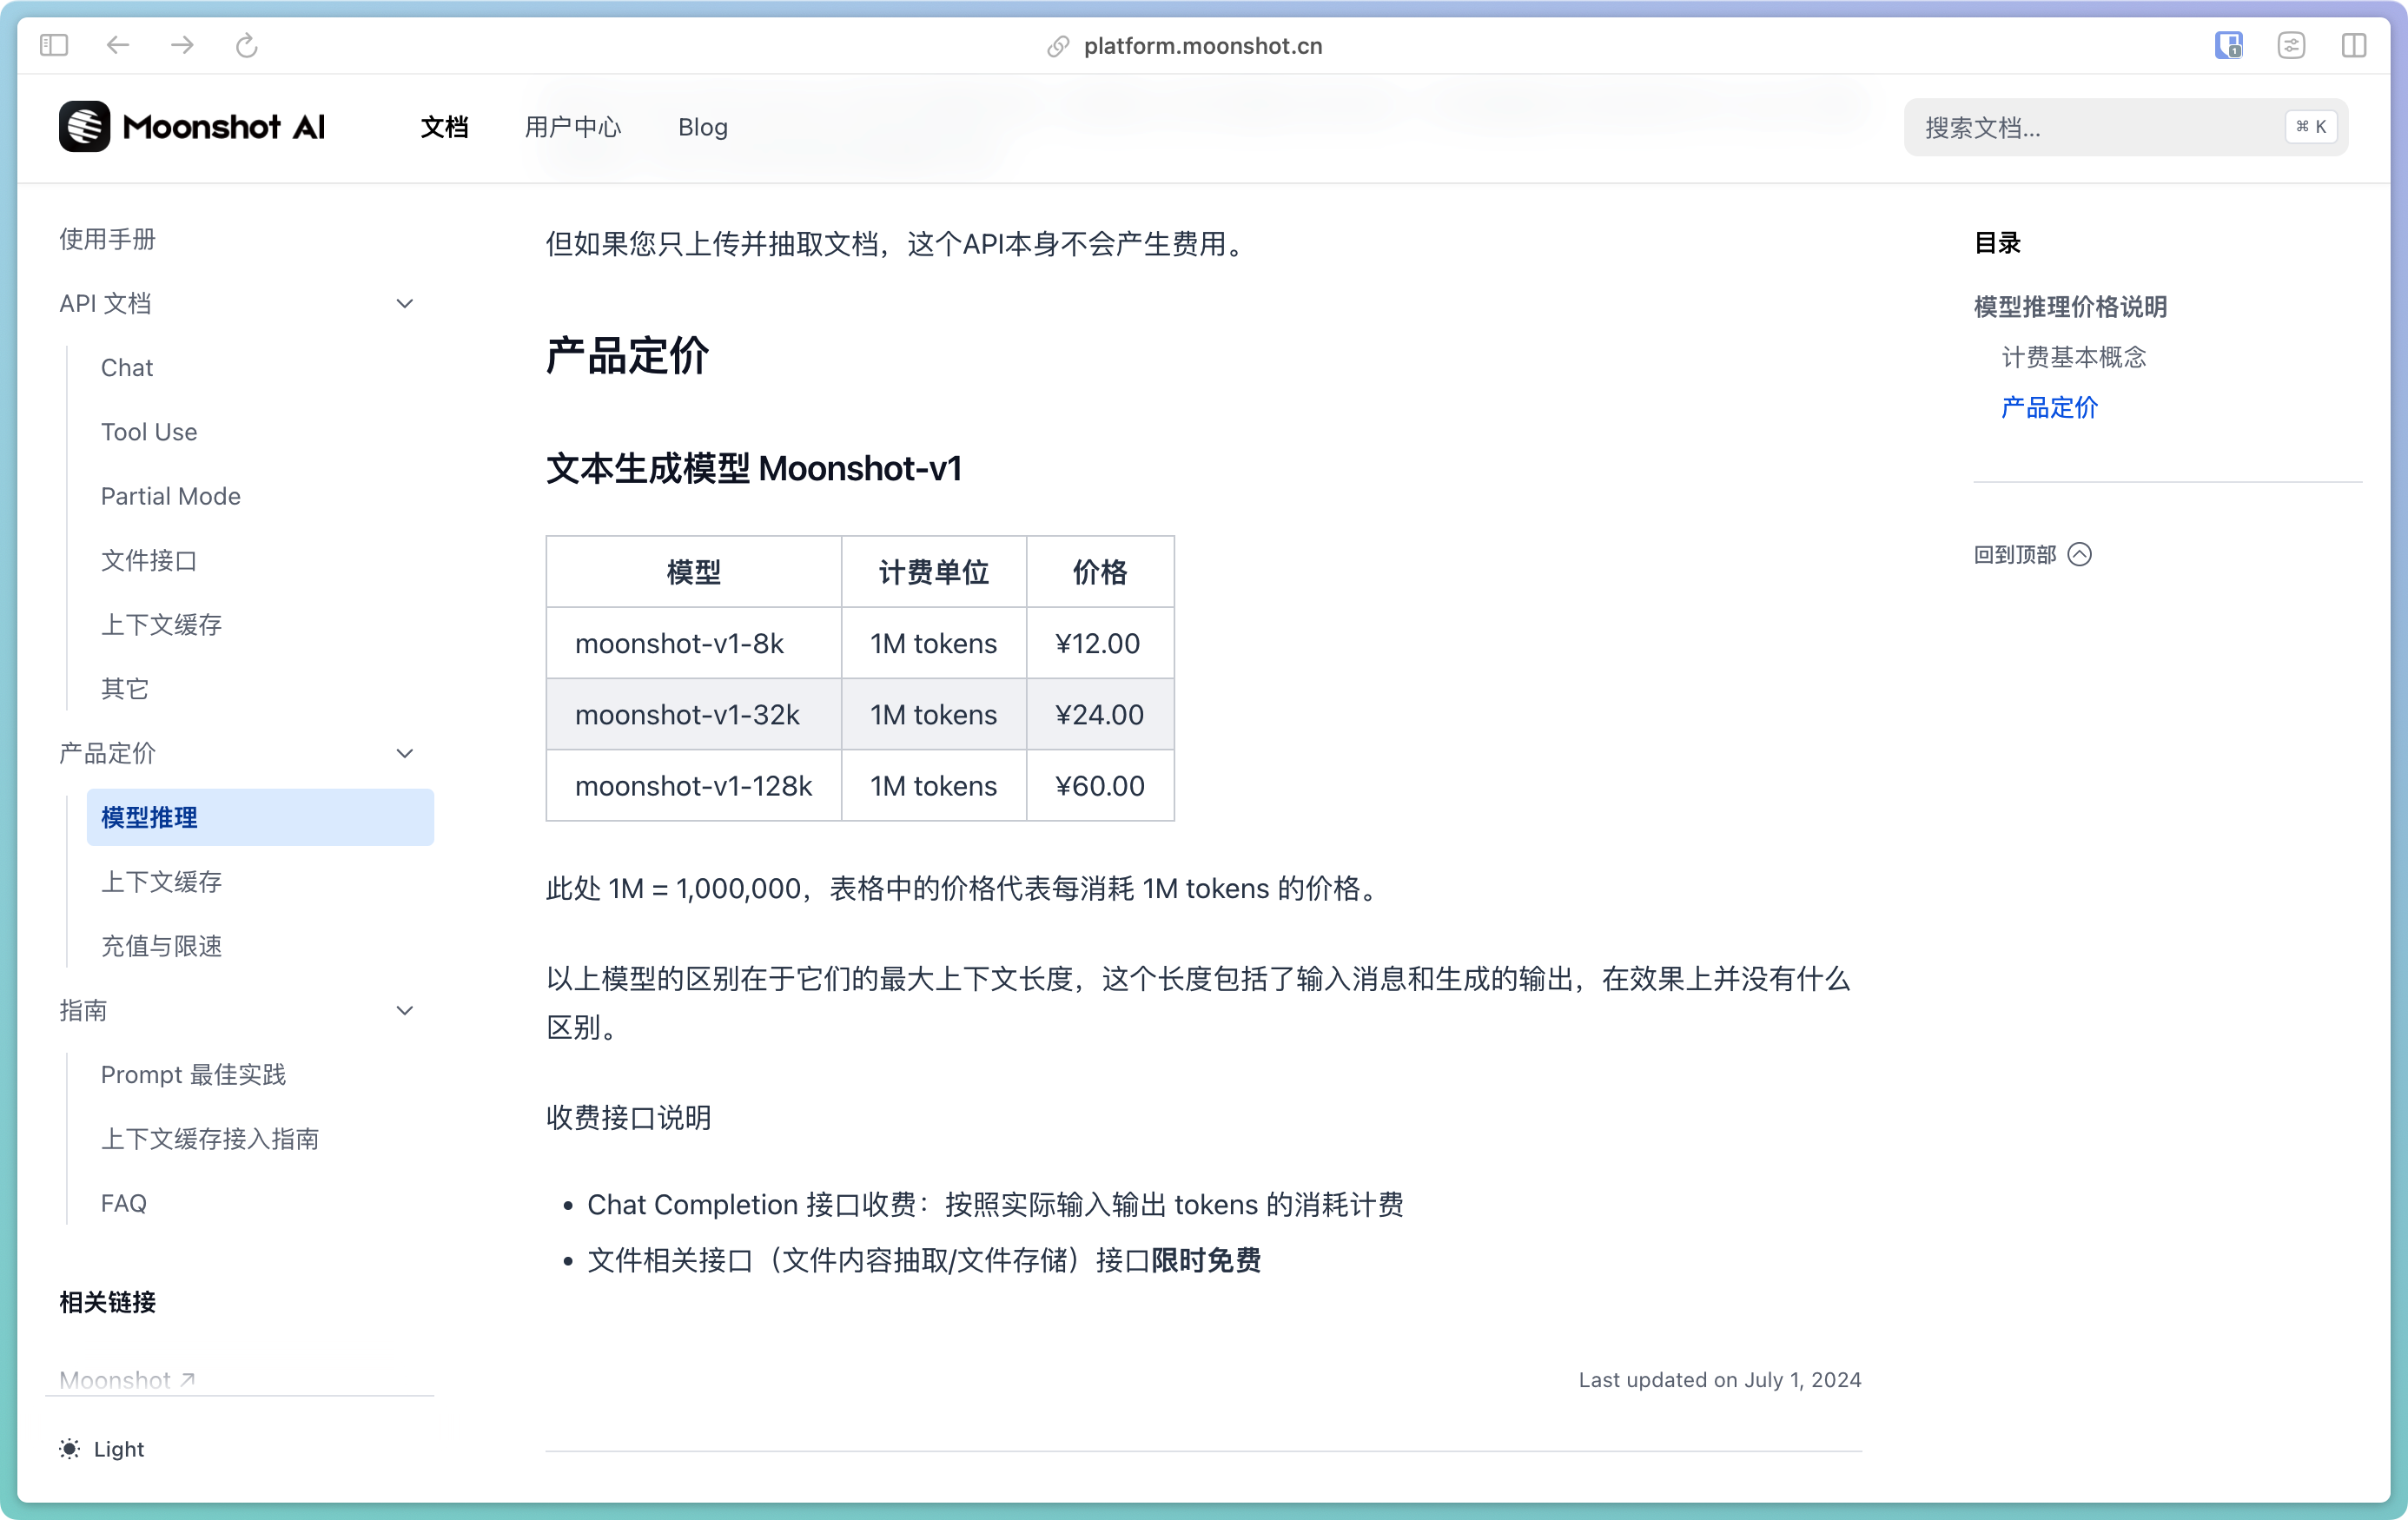 platform.moonshot.cn
1
Moonshot AI
文档
用户中心
Blog
搜索文档...
⌘ K
使用手册
API 文档
Chat
Tool Use
Partial Mode
文件接口
上下文缓存
其它
产品定价
模型推理
上下文缓存
充值与限速
指南
Prompt 最佳实践
上下文缓存接入指南
FAQ
相关链接
Moonshot ↗
Light
但如果您只上传并抽取文档，这个API本身不会产生费用。
产品定价
文本生成模型 Moonshot-v1
模型 计费单位 价格
moonshot-v1-8k 1M tokens ¥12.00
moonshot-v1-32k 1M tokens ¥24.00
moonshot-v1-128k 1M tokens ¥60.00
此处 1M = 1,000,000，表格中的价格代表每消耗 1M tokens 的价格。
以上模型的区别在于它们的最大上下文长度，这个长度包括了输入消息和生成的输出，在效果上并没有什么
区别。
收费接口说明
• Chat Completion 接口收费：按照实际输入输出 tokens 的消耗计费
• 文件相关接口（文件内容抽取/文件存储）接口限时免费
Last updated on July 1, 2024
目录
模型推理价格说明
计费基本概念
产品定价
回到顶部